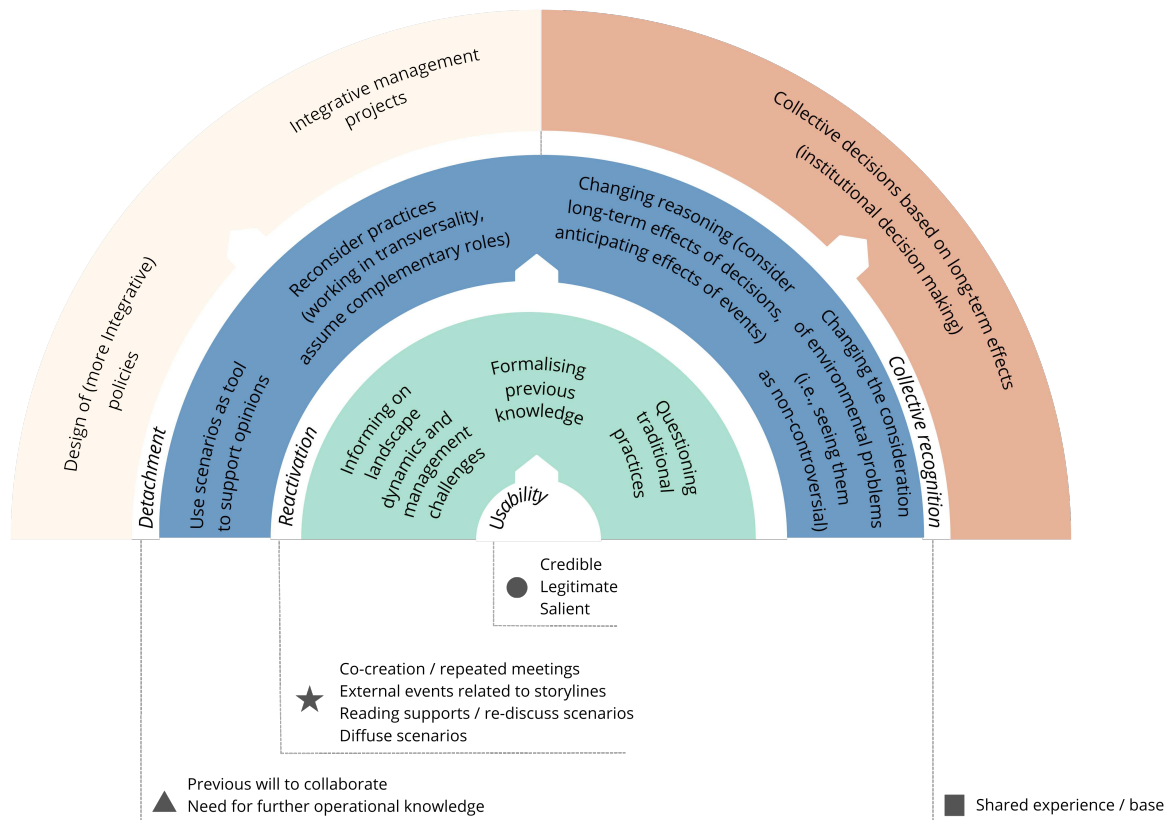 Integrative management
projects
Collective decisions based on long-term effects
(institutional decision making)
Design of (more Integrative)
policies
Reconsider practices
(working in transversality,
assume complementary roles)
Changing reasoning (consider
long-term effects of decisions,
anticipating effects of events)
Use scenarios as tool
to support opinions
Changing the consideration
of environmental problems
(i.e., seeing them
as non-controversial)
Detachment
Reactivation
Collective recognition
Informing on
landscape
dynamics and
management
challenges
Formalising
previous
knowledge
Questioning
traditional
practices
Usability
Credible
Legitimate
Salient
Co-creation / repeated meetings
External events related to storylines
Reading supports / re-discuss scenarios
Diffuse scenarios
Previous will to collaborate
Need for further operational knowledge
Shared experience / base